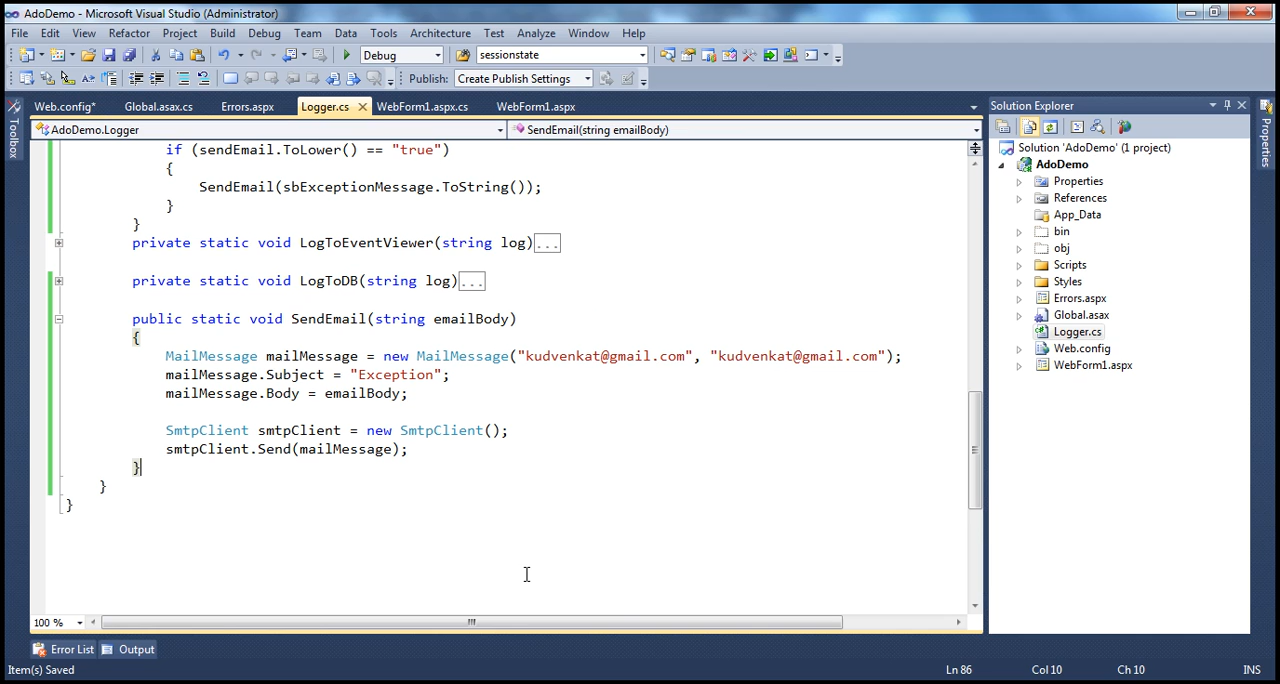 AdoDemo - Microsoft Visual Studio (Administrator)
File Edit View Refactor Project Build Debug Team Data Tools Architecture Test Analyze Window Help
Debug sessionstate
Publish: Create Publish Settings
Web.config* Global.asax.cs Errors.aspx Logger.cs WebForm1.aspx.cs WebForm1.aspx
AdoDemo.Logger SendEmail(string emailBody)
Toolbox
if (sendEmail.ToLower() == "true")
{
SendEmail(sbExceptionMessage.ToString());
}
}
private static void LogToEventViewer(string log)...
private static void LogToDB(string log)...
public static void SendEmail(string emailBody)
{
MailMessage mailMessage = new MailMessage("kudvenkat@gmail.com", "kudvenkat@gmail.com");
mailMessage.Subject = "Exception";
mailMessage.Body = emailBody;
SmtpClient smtpClient = new SmtpClient();
smtpClient.Send(mailMessage);
}
}
}
100 %
Solution Explorer
Solution 'AdoDemo' (1 project)
AdoDemo
Properties
References
App_Data
bin
obj
Scripts
Styles
Errors.aspx
Global.asax
Logger.cs
Web.config
WebForm1.aspx
Properties
Error List Output
Item(s) Saved Ln 86 Col 10 Ch 10 INS